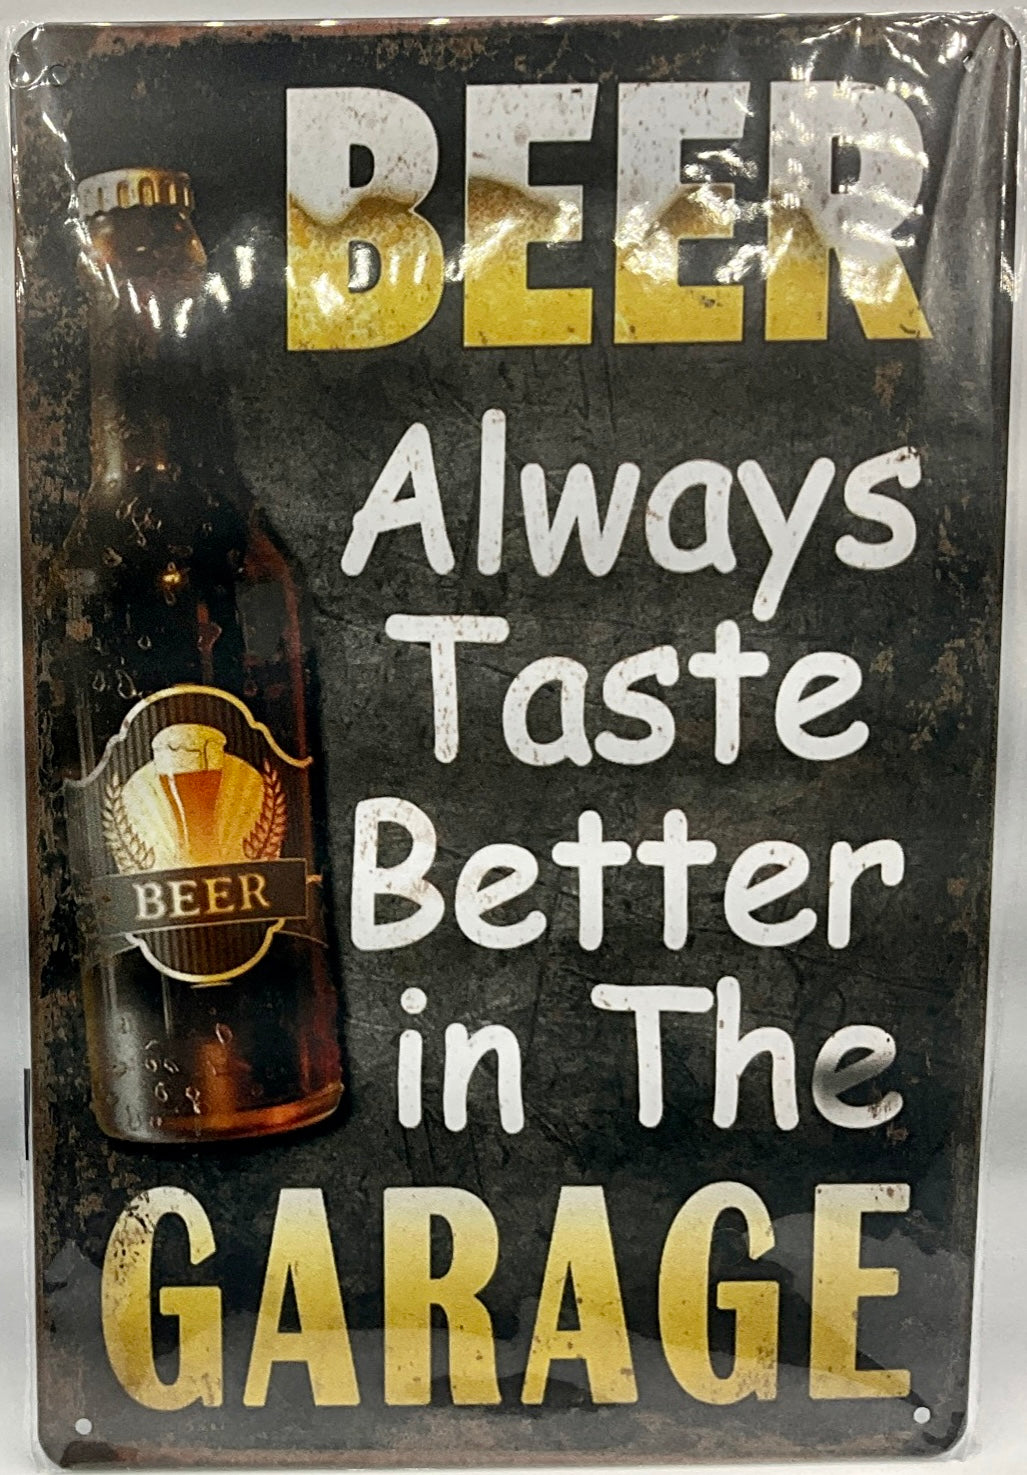 BEER
Always
Taste
Better
in The
GARAGE
BEER